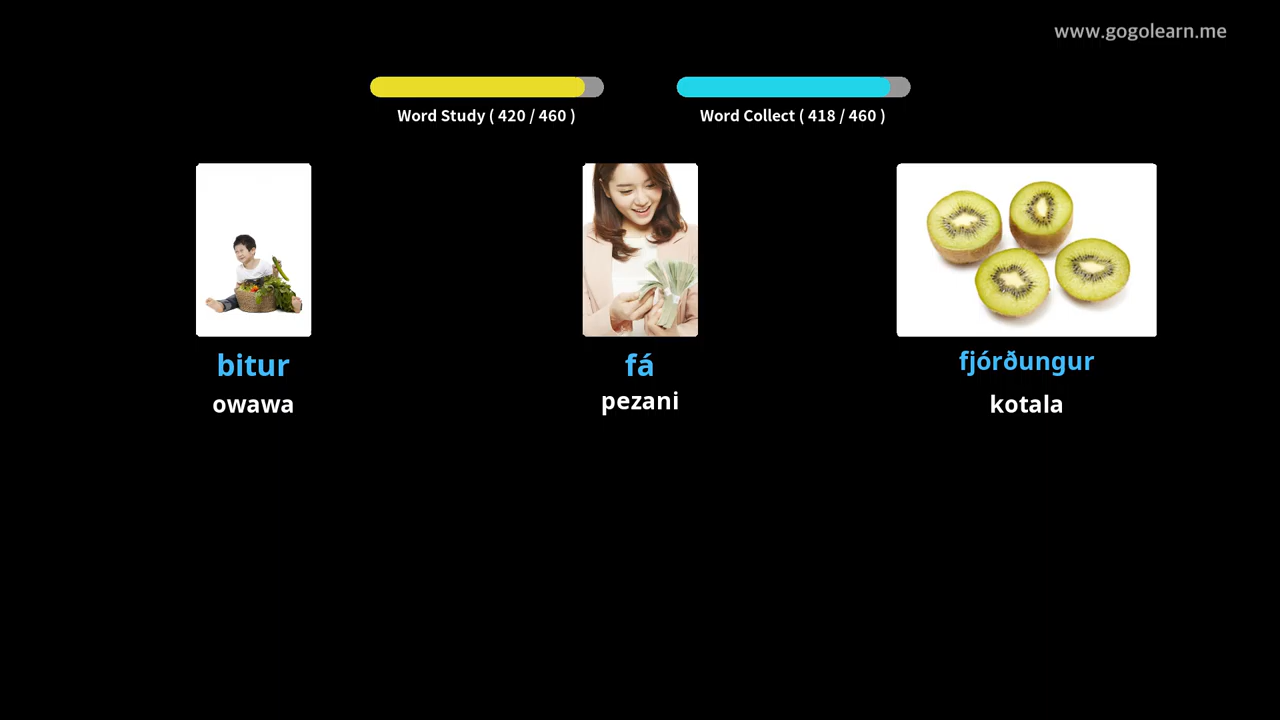 www.gogolearn.me
Word Study ( 420 / 460 )
Word Collect ( 418 / 460 )
bitur
owawa
fá
pezani
fjórðungur
kotala